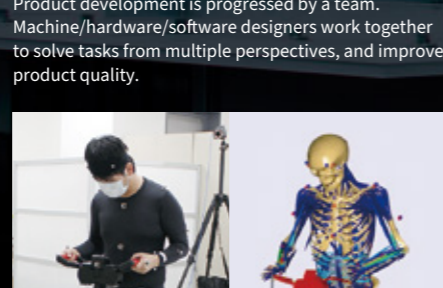 Product development is progressed by a team.
Machine/hardware/software designers work together
to solve tasks from multiple perspectives, and improve
product quality.